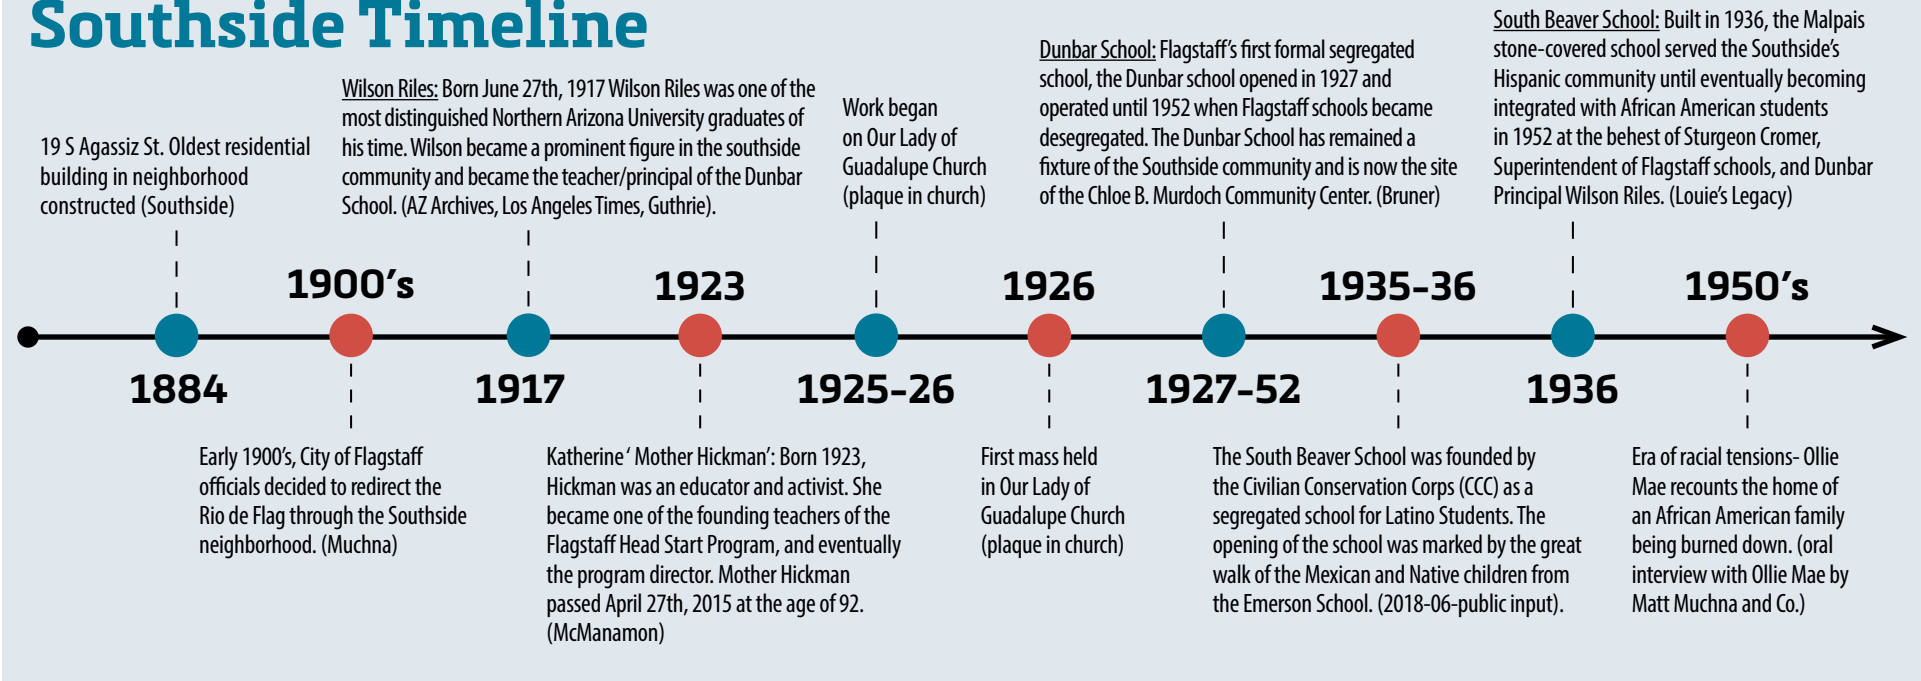 Southside Timeline
19 S Agassiz St. Oldest residential
building in neighborhood
constructed (Southside)
1884
1900's
Early 1900's, City of Flagstaff
officials decided to redirect the
Rio de Flag through the Southside
neighborhood. (Muchna)
Wilson Riles: Born June 27th, 1917 Wilson Riles was one of the
most distinguished Northern Arizona University graduates of
his time. Wilson became a prominent figure in the southside
community and became the teacher/principal of the Dunbar
School. (AZ Archives, Los Angeles Times, Guthrie).
1917
1923
Katherine ‘ Mother Hickman’: Born 1923,
Hickman was an educator and activist. She
became one of the founding teachers of the
Flagstaff Head Start Program, and eventually
the program director. Mother Hickman
passed April 27th, 2015 at the age of 92.
(McManamon)
Work began
on Our Lady of
Guadalupe Church
(plaque in church)
1925-26
1926
First mass held
in Our Lady of
Guadalupe Church
(plaque in church)
Dunbar School: Flagstaff’s first formal segregated
school, the Dunbar school opened in 1927 and
operated until 1952 when Flagstaff schools became
desegregated. The Dunbar School has remained a
fixture of the Southside community and is now the site
of the Chloe B. Murdoch Community Center. (Bruner)
1927-52
1935-36
The South Beaver School was founded by
the Civilian Conservation Corps (CCC) as a
segregated school for Latino Students. The
opening of the school was marked by the great
walk of the Mexican and Native children from
the Emerson School. (2018-06-public input).
South Beaver School: Built in 1936, the Malpais
stone-covered school served the Southside’s
Hispanic community until eventually becoming
integrated with African American students
in 1952 at the behest of Sturgeon Cromer,
Superintendent of Flagstaff schools, and Dunbar
Principal Wilson Riles. (Louie’s Legacy)
1936
1950's
Era of racial tensions- Ollie
Mae recounts the home of
an African American family
being burned down. (oral
interview with Ollie Mae by
Matt Muchna and Co.)